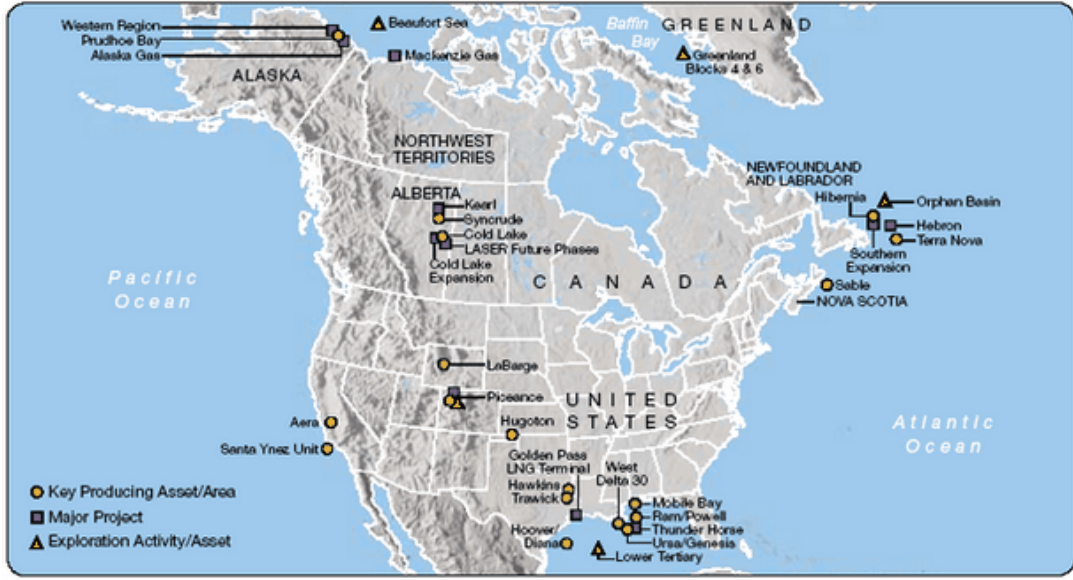 Western Region
Prudhoe Bay
Alaska Gas
Beaufort Sea
Mackenzie Gas
Baffin
Bay
GREENLAND
Greenland
Blocks 4 & 6
ALASKA
NORTHWEST
TERRITORIES
ALBERTA
Kearl
Syncrude
Cold Lake
LASER Future Phases
Cold Lake
Expansion
NEWFOUNDLAND
AND LABRADOR
Hibernia
Orphan Basin
Hebron
Terra Nova
Southern
Expansion
Sable
NOVA SCOTIA
CANADA
Pacific
Ocean
LaBarge
Piceance
UNITED
STATES
Hugoton
Aera
Santa Ynez Unit
Atlantic
Ocean
Golden Pass
LNG Terminal
West
Delta 30
Hawkins
Trawick
Mobile Bay
Ram/Powell
Thunder Horse
Ursa/Genesis
Hoover/
Diana
Lower Tertiary
Key Producing Asset/Area
Major Project
Exploration Activity/Asset